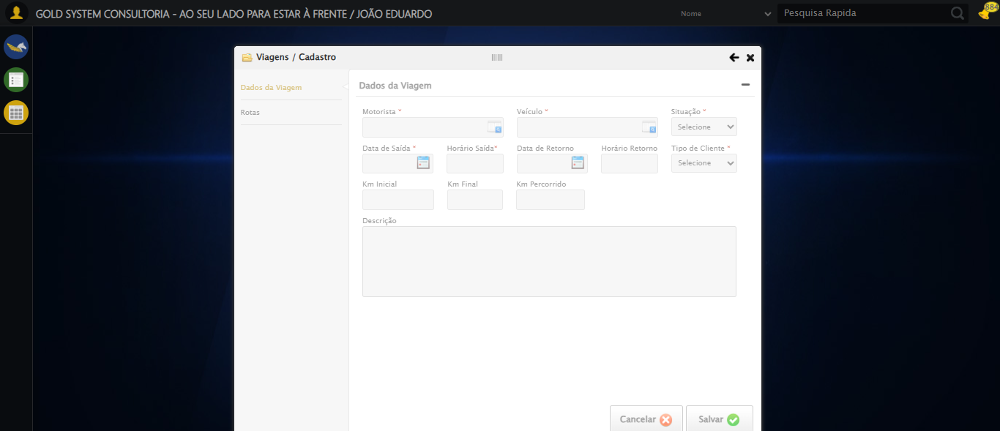 GOLD SYSTEM CONSULTORIA - AO SEU LADO PARA ESTAR À FRENTE / JOÃO EDUARDO
Nome
Pesquisa Rapida
884
Viagens / Cadastro
Dados da Viagem
Rotas
Dados da Viagem
Motorista * Veículo * Situação *
Selecione
Data de Saída * Horário Saída* Data de Retorno Horário Retorno Tipo de Cliente *
Selecione
Km Inicial Km Final Km Percorrido
Descrição
Cancelar Salvar